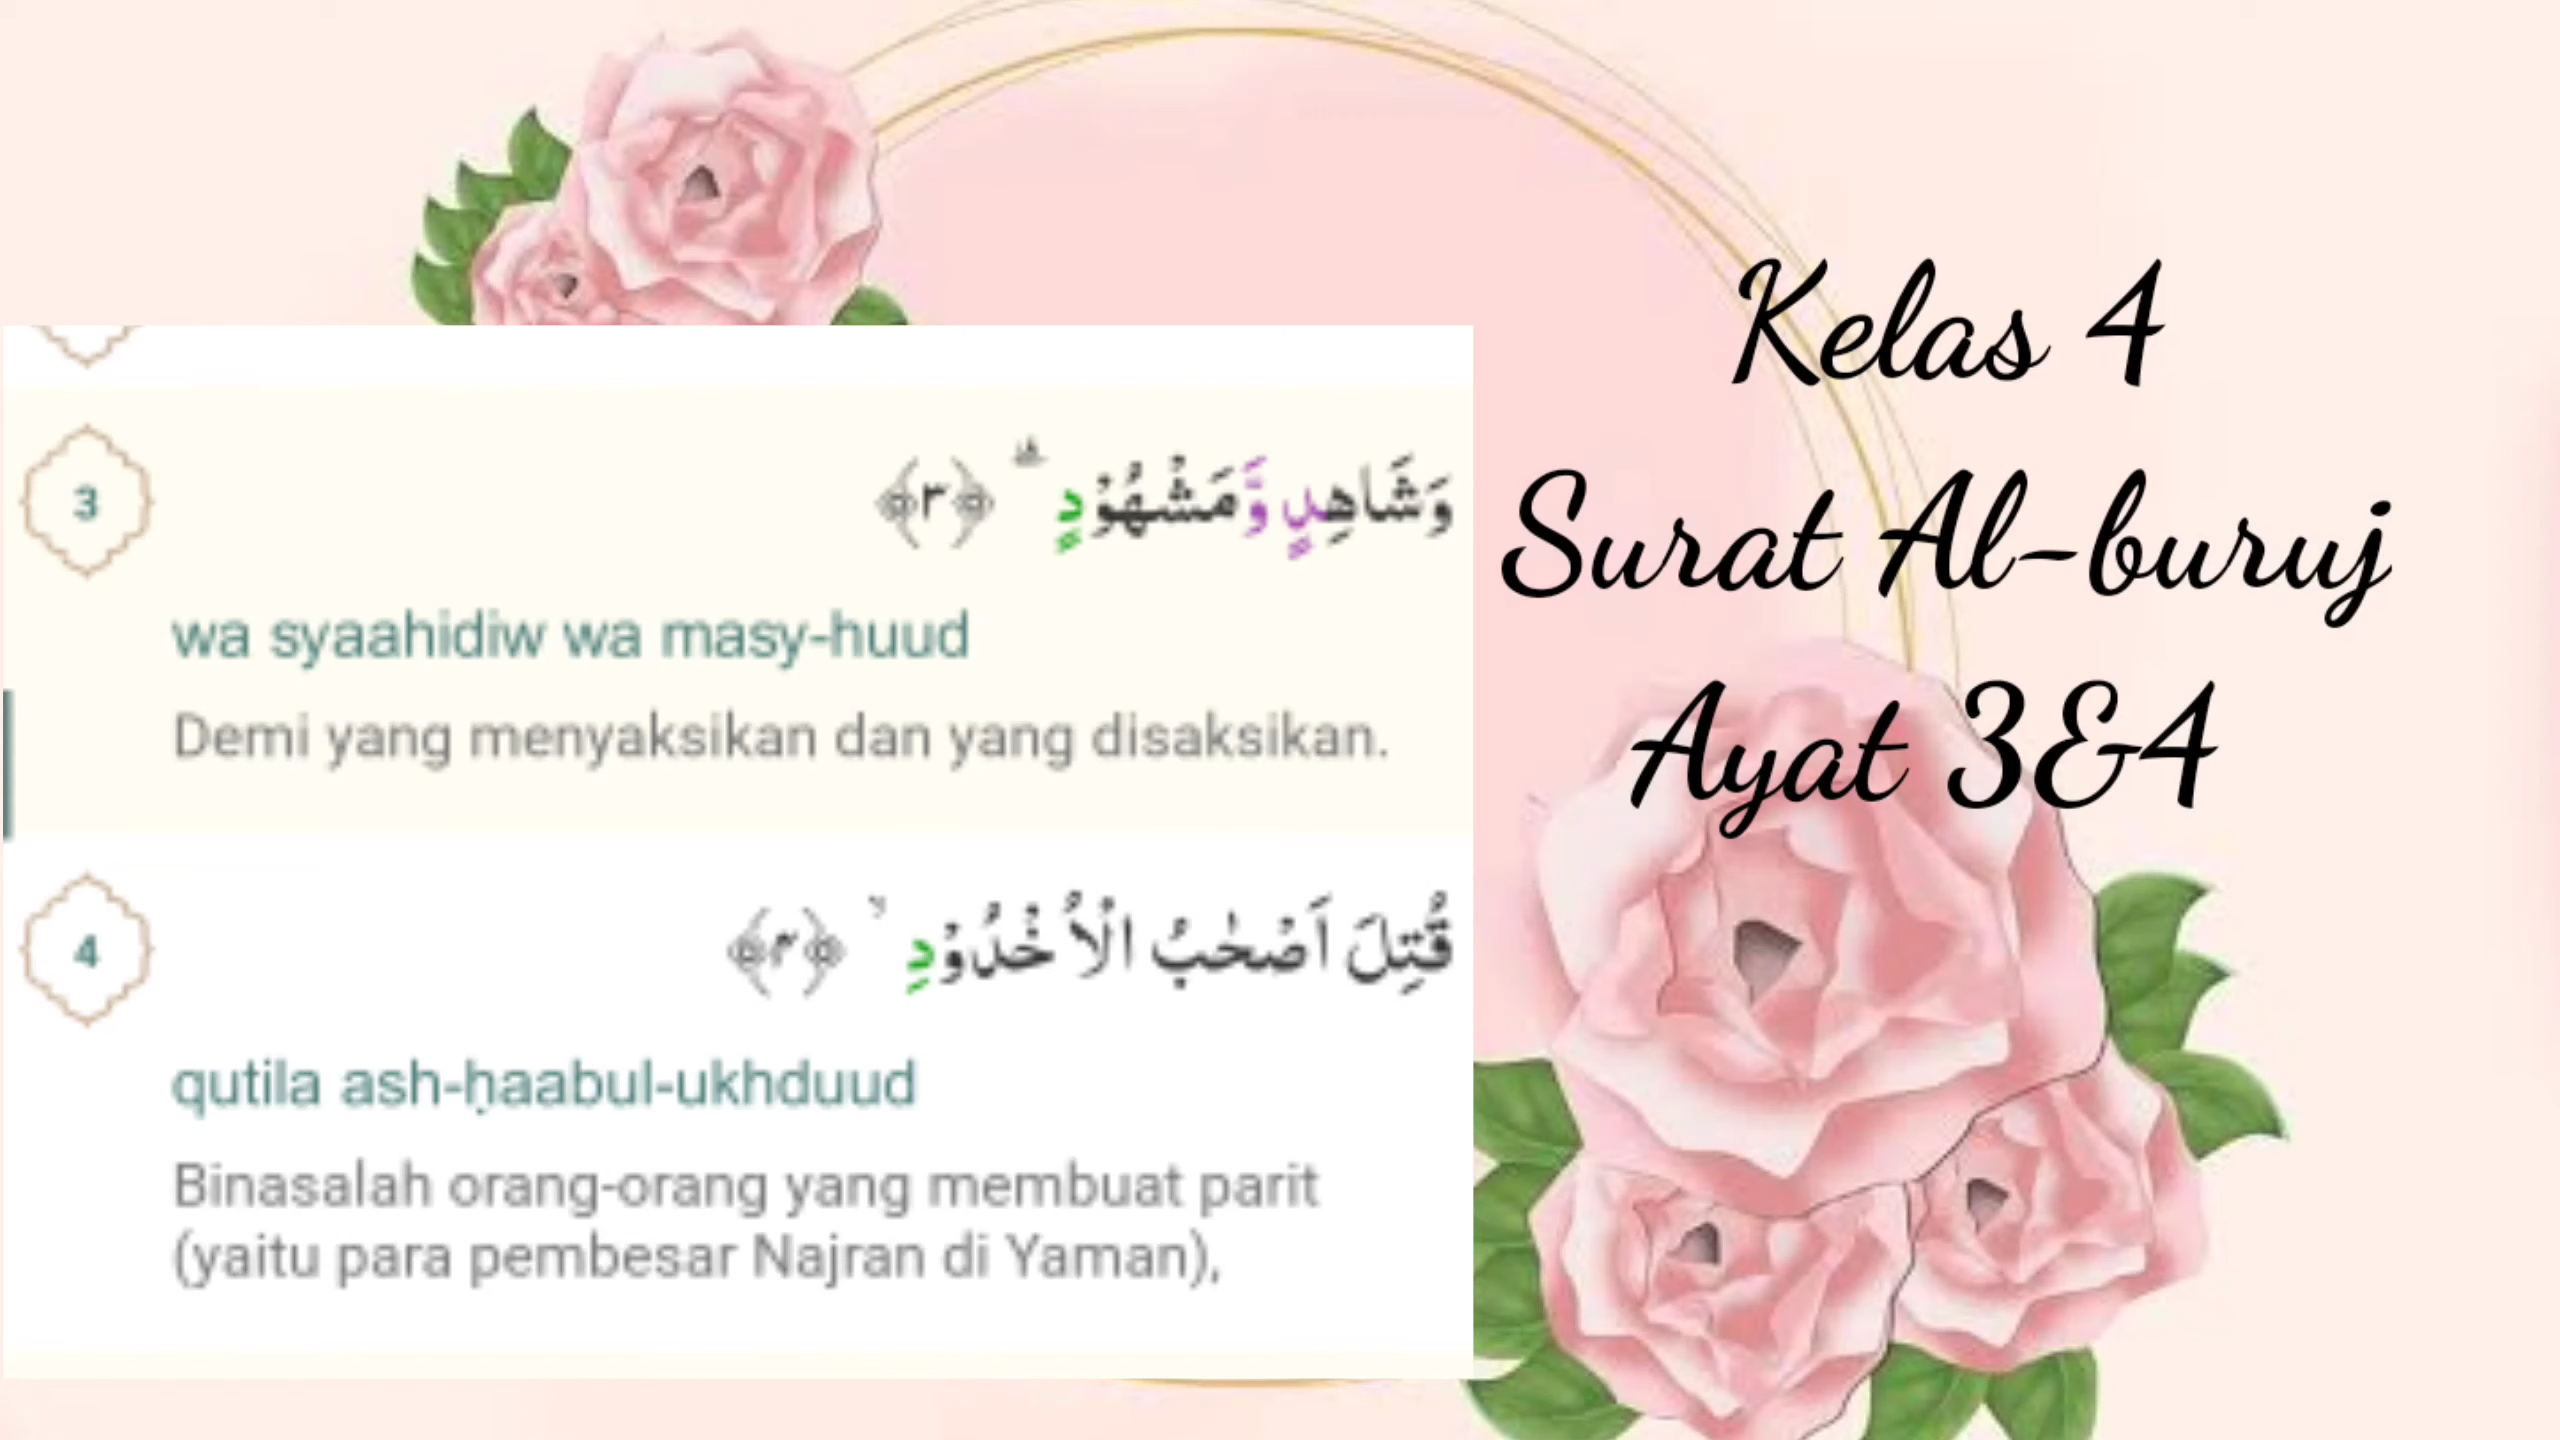 3
وَشَاهِدٍ وَّمَشْهُوْدٍ ۗ ﴿٣﴾
wa syaahidiw wa masy-huud
Demi yang menyaksikan dan yang disaksikan.
4
قُتِلَ اَصْحٰبُ الْاُخْدُوْدِ ۙ ﴿٤﴾
qutila ash-ḥaabul-ukhduud
Binasalah orang-orang yang membuat parit
(yaitu para pembesar Najran di Yaman),
Kelas 4
Surat Al-buruj
Ayat 3&4